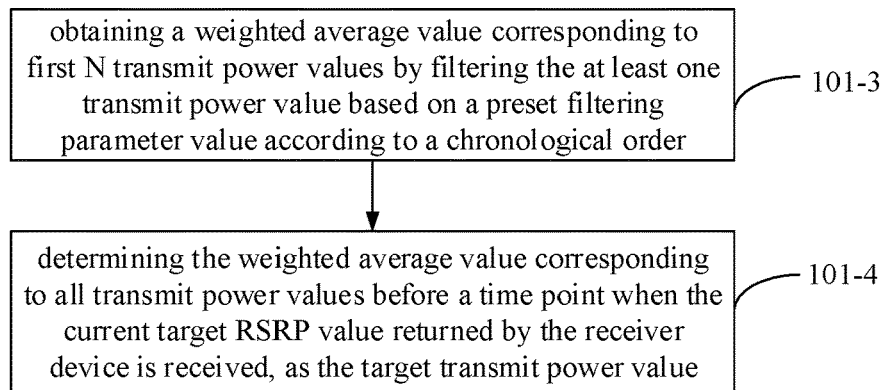 obtaining a weighted average value corresponding to
first N transmit power values by filtering the at least one
transmit power value based on a preset filtering
parameter value according to a chronological order
101-3
determining the weighted average value corresponding
to all transmit power values before a time point when the
current target RSRP value returned by the receiver
device is received, as the target transmit power value
101-4